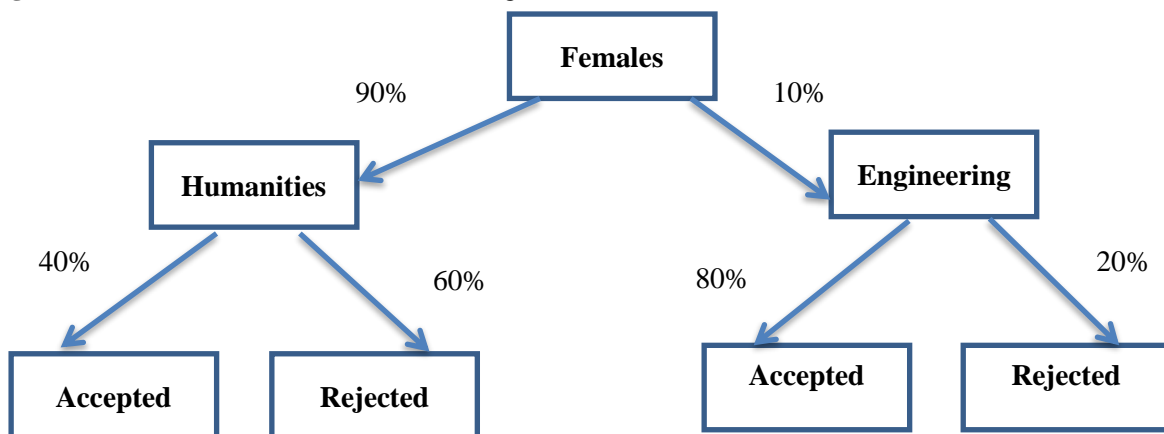 Females
90%
10%
Humanities
Engineering
40%
60%
80%
20%
Accepted
Rejected
Accepted
Rejected